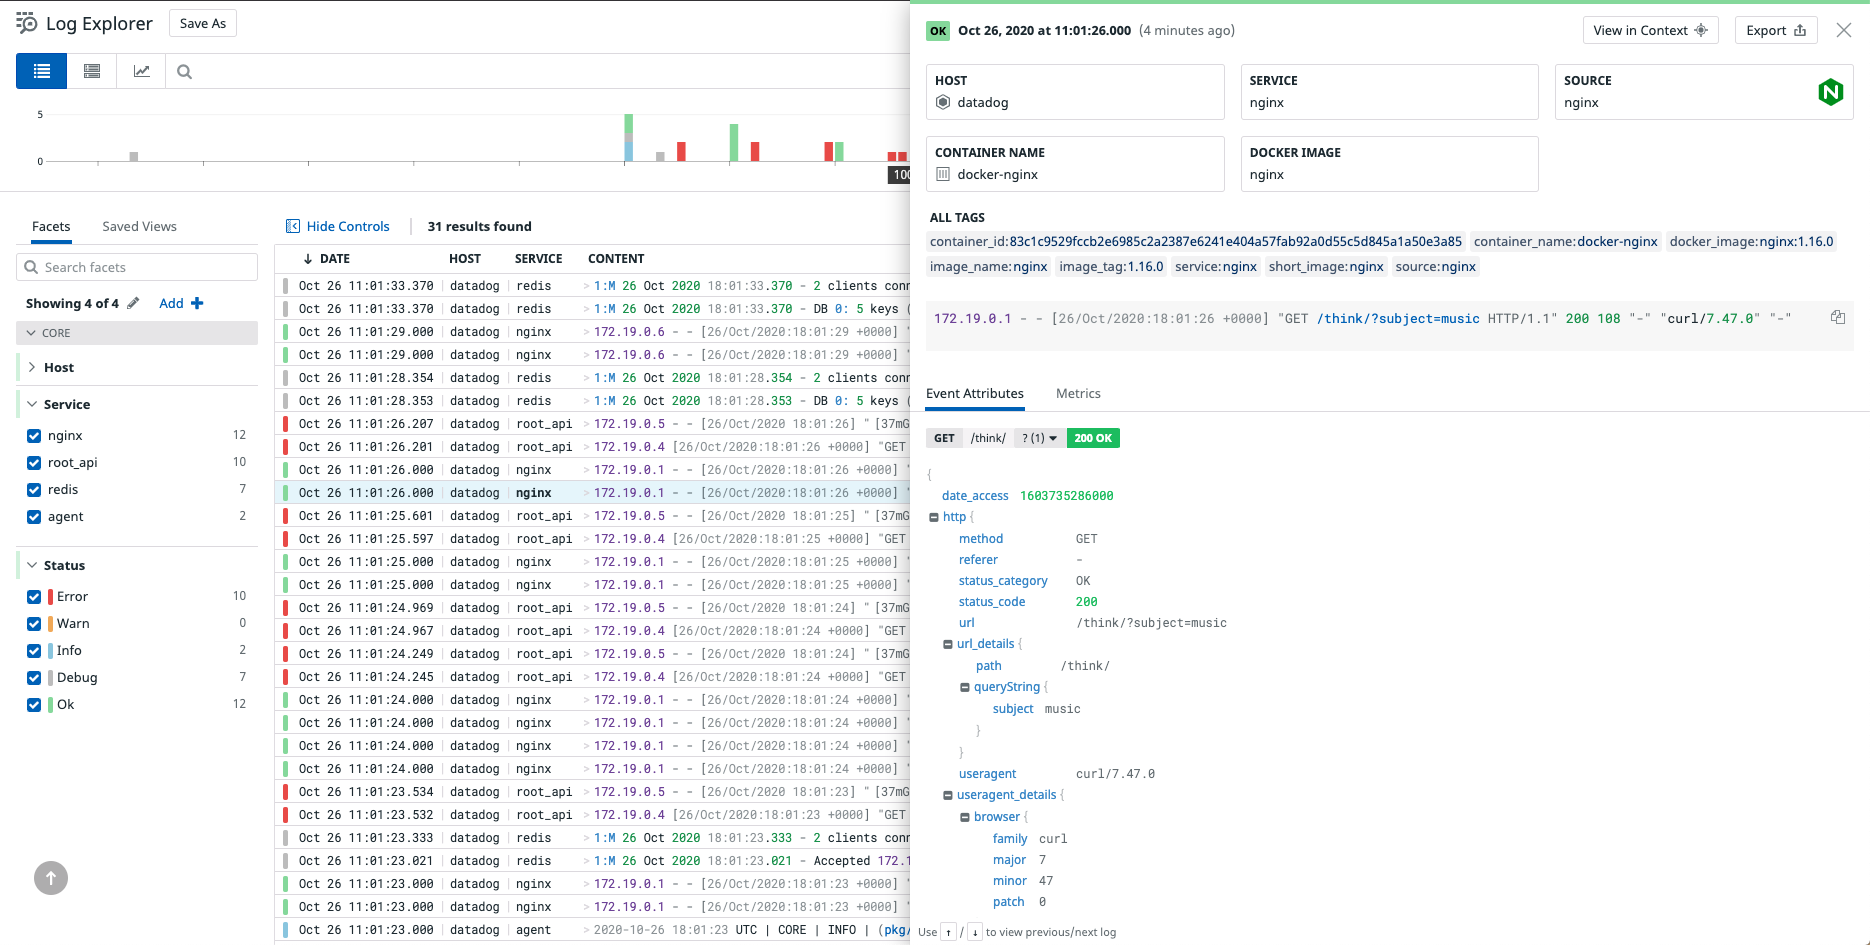 Log Explorer
Save As
5
0
100
Facets
Saved Views
Search facets
Showing 4 of 4
Add
CORE
Host
Service
nginx 12
root_api 10
redis 7
agent 2
Status
Error 10
Warn 0
Info 2
Debug 7
Ok 12
Hide Controls
31 results found
DATE HOST SERVICE CONTENT
Oct 26 11:01:33.370 datadog redis > 1:M 26 Oct 2020 18:01:33.370 - 2 clients conn
Oct 26 11:01:33.370 datadog redis > 1:M 26 Oct 2020 18:01:33.370 - DB 0: 5 keys (
Oct 26 11:01:29.000 datadog nginx > 172.19.0.6 - - [26/Oct/2020:18:01:29 +0000] "
Oct 26 11:01:29.000 datadog nginx > 172.19.0.6 - - [26/Oct/2020:18:01:29 +0000] "
Oct 26 11:01:28.354 datadog redis > 1:M 26 Oct 2020 18:01:28.354 - 2 clients conn
Oct 26 11:01:28.353 datadog redis > 1:M 26 Oct 2020 18:01:28.353 - DB 0: 5 keys (
Oct 26 11:01:26.207 datadog root_api > 172.19.0.5 - - [26/Oct/2020 18:01:26] "[37mG
Oct 26 11:01:26.201 datadog root_api > 172.19.0.4 [26/Oct/2020:18:01:26 +0000] "GET
Oct 26 11:01:26.000 datadog nginx > 172.19.0.1 - - [26/Oct/2020:18:01:26 +0000] "
Oct 26 11:01:26.000 datadog nginx > 172.19.0.1 - - [26/Oct/2020:18:01:26 +0000] "
Oct 26 11:01:25.601 datadog root_api > 172.19.0.5 - - [26/Oct/2020 18:01:25] "[37mG
Oct 26 11:01:25.597 datadog root_api > 172.19.0.4 [26/Oct/2020:18:01:25 +0000] "GET
Oct 26 11:01:25.000 datadog nginx > 172.19.0.1 - - [26/Oct/2020:18:01:25 +0000] "
Oct 26 11:01:25.000 datadog nginx > 172.19.0.1 - - [26/Oct/2020:18:01:25 +0000] "
Oct 26 11:01:24.969 datadog root_api > 172.19.0.5 - - [26/Oct/2020 18:01:24] "[37mG
Oct 26 11:01:24.967 datadog root_api > 172.19.0.4 [26/Oct/2020:18:01:24 +0000] "GET
Oct 26 11:01:24.249 datadog root_api > 172.19.0.5 - - [26/Oct/2020 18:01:24] "[37mG
Oct 26 11:01:24.245 datadog root_api > 172.19.0.4 [26/Oct/2020:18:01:24 +0000] "GET
Oct 26 11:01:24.000 datadog nginx > 172.19.0.1 - - [26/Oct/2020:18:01:24 +0000] "
Oct 26 11:01:24.000 datadog nginx > 172.19.0.1 - - [26/Oct/2020:18:01:24 +0000] "
Oct 26 11:01:24.000 datadog nginx > 172.19.0.1 - - [26/Oct/2020:18:01:24 +0000] "
Oct 26 11:01:24.000 datadog nginx > 172.19.0.1 - - [26/Oct/2020:18:01:24 +0000] "
Oct 26 11:01:23.534 datadog root_api > 172.19.0.5 - - [26/Oct/2020 18:01:23] "[37mG
Oct 26 11:01:23.532 datadog root_api > 172.19.0.4 [26/Oct/2020:18:01:23 +0000] "GET
Oct 26 11:01:23.333 datadog redis > 1:M 26 Oct 2020 18:01:23.333 - 2 clients conn
Oct 26 11:01:23.021 datadog redis > 1:M 26 Oct 2020 18:01:23.021 - Accepted 172.1
Oct 26 11:01:23.000 datadog nginx > 172.19.0.1 - - [26/Oct/2020:18:01:23 +0000] "
Oct 26 11:01:23.000 datadog nginx > 172.19.0.1 - - [26/Oct/2020:18:01:23 +0000] "
Oct 26 11:01:23.000 datadog agent > 2020-10-26 18:01:23 UTC | CORE | INFO | (pkg/
OK Oct 26, 2020 at 11:01:26.000 (4 minutes ago)
View in Context
Export
HOST
datadog
SERVICE
nginx
SOURCE
nginx
N
CONTAINER NAME
docker-nginx
DOCKER IMAGE
nginx
ALL TAGS
container_id:83c1c9529fccb2e6985c2a2387e6241e404a57fab92a0d55c5d845a1a50e3a85 container_name:docker-nginx docker_image:nginx:1.16.0
image_name:nginx image_tag:1.16.0 service:nginx short_image:nginx source:nginx
172.19.0.1 - - [26/Oct/2020:18:01:26 +0000] "GET /think/?subject=music HTTP/1.1" 200 108 "-" "curl/7.47.0" "-"
Event Attributes
Metrics
GET /think/ ? (1) 200 OK
{
date_access 1603735286000
http {
method GET
referer -
status_category OK
status_code 200
url /think/?subject=music
url_details {
path /think/
queryString {
subject music
}
}
useragent curl/7.47.0
useragent_details {
browser {
family curl
major 7
minor 47
patch 0
Use ↑ / ↓ to view previous/next log